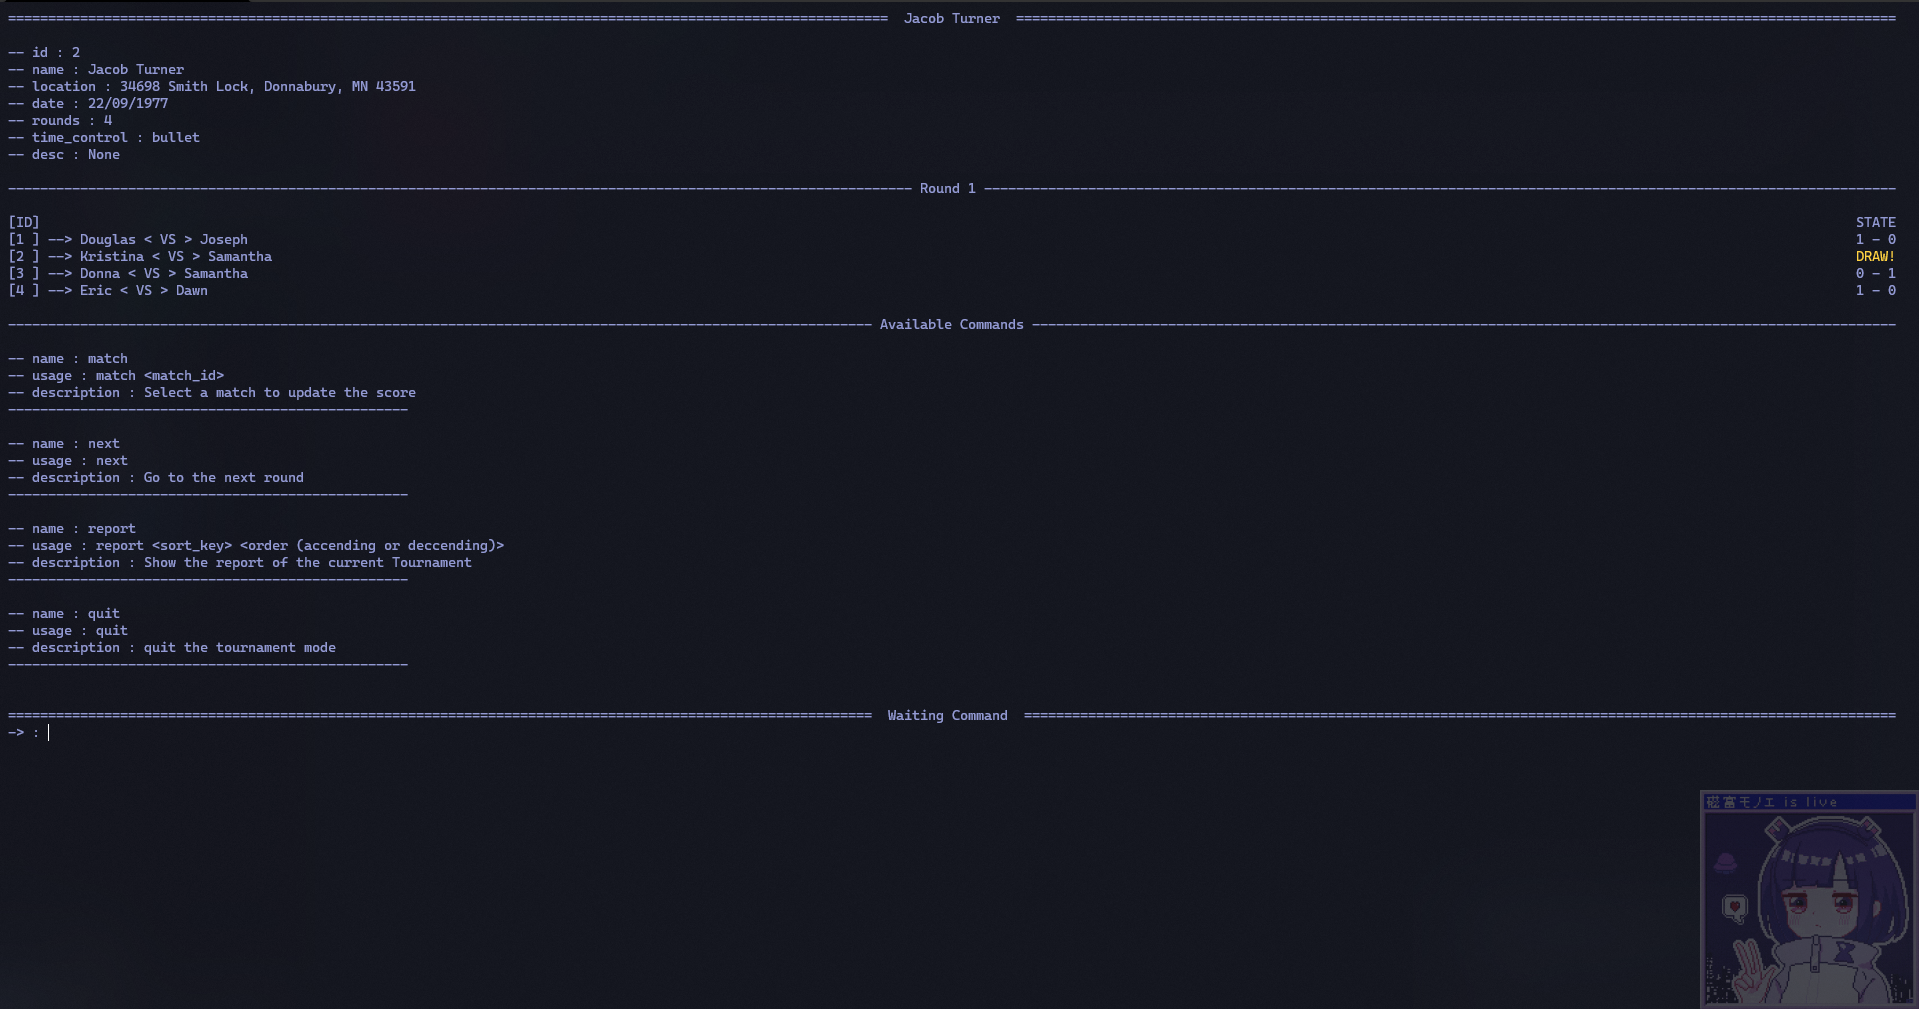 Jacob Turner
-- id : 2
-- name : Jacob Turner
-- location : 34698 Smith Lock, Donnabury, MN 43591
-- date : 22/09/1977
-- rounds : 4
-- time_control : bullet
-- desc : None
Round 1
[ID] STATE
[1 ] --> Douglas < VS > Joseph 1 - 0
[2 ] --> Kristina < VS > Samantha DRAW!
[3 ] --> Donna < VS > Samantha 0 - 1
[4 ] --> Eric < VS > Dawn 1 - 0
Available Commands
-- name : match
-- usage : match <match_id>
-- description : Select a match to update the score
-- name : next
-- usage : next
-- description : Go to the next round
-- name : report
-- usage : report <sort_key> <order (accending or deccending)>
-- description : Show the report of the current Tournament
-- name : quit
-- usage : quit
-- description : quit the tournament mode
Waiting Command
-> :
磁富モノエ is live